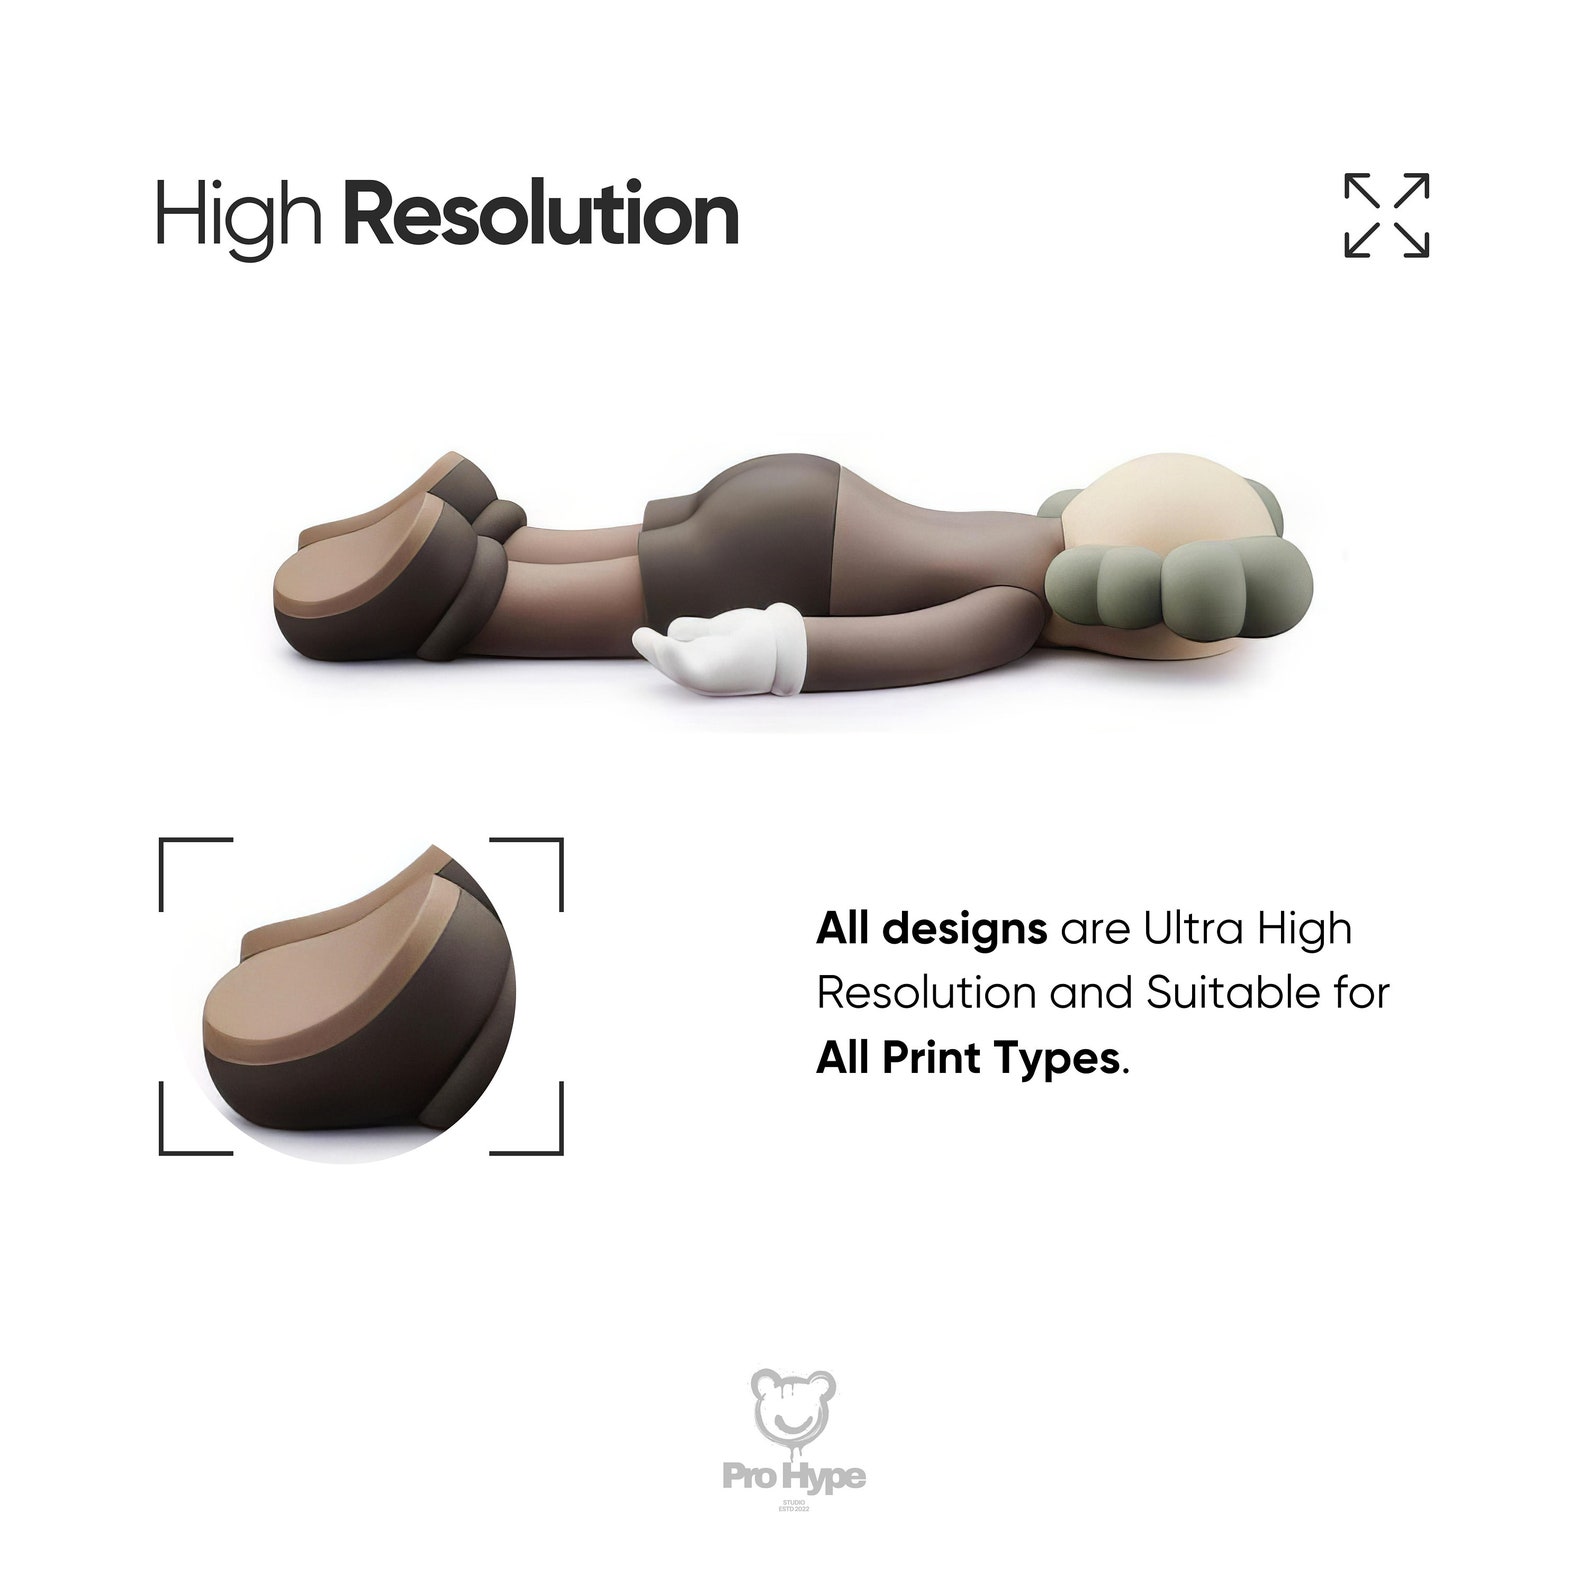 High Resolution
All designs are Ultra High
Resolution and Suitable for
All Print Types.
Pro Hype
STUDIO
ESTD 2022